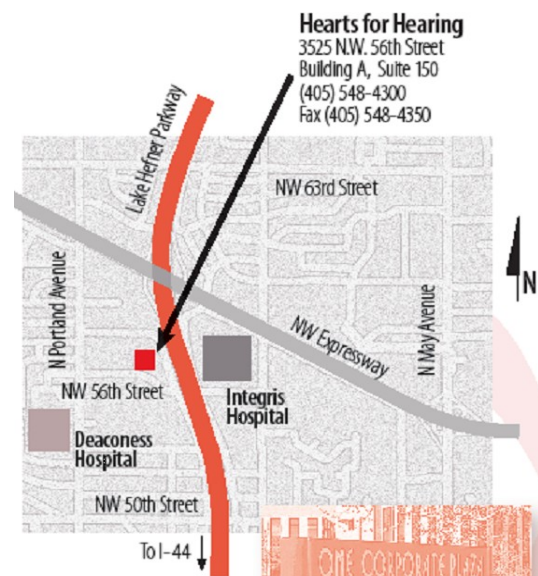 Hearts for Hearing
3525 N.W. 56th Street
Building A, Suite 150
(405) 548-4300
Fax (405) 548-4350
Lake Hefner Parkway
NW 63rd Street
N Portland Avenue
N May Avenue
N
NW Expressway
NW 56th Street
Integris
Hospital
Deaconess
Hospital
NW 50th Street
To I-44
ONE CORPORATE PLAZA